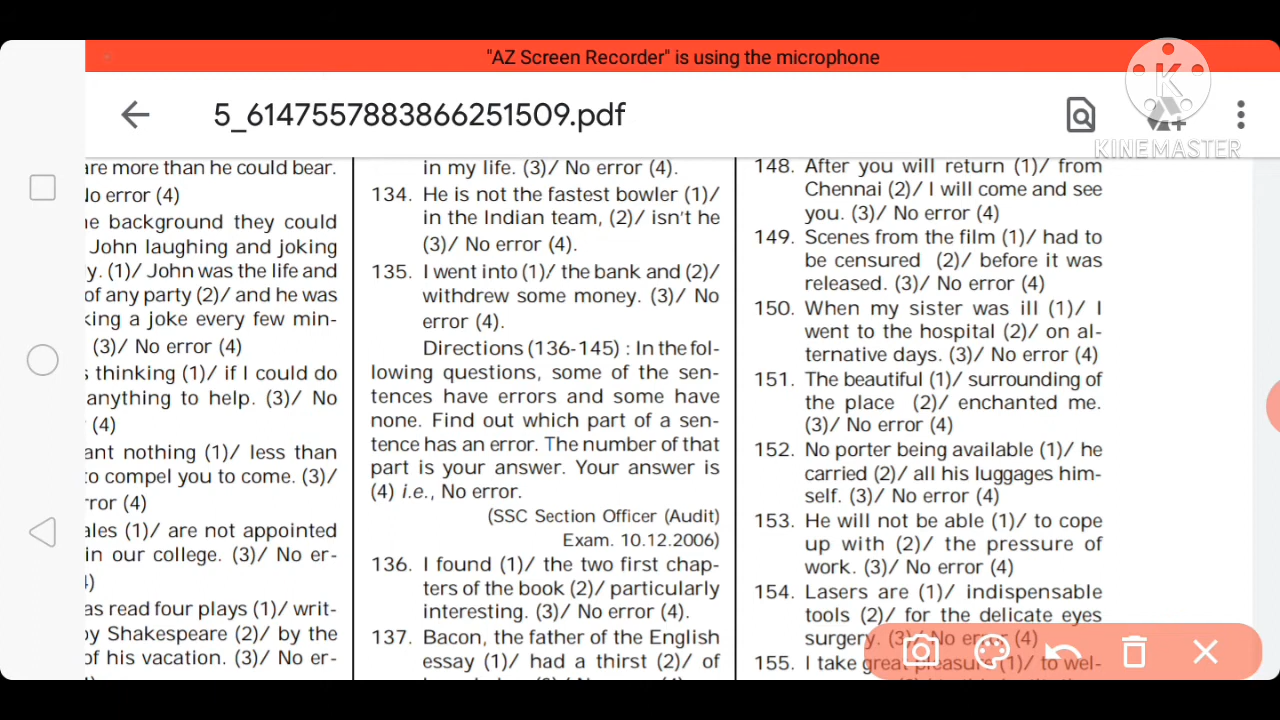 "AZ Screen Recorder" is using the microphone
5_6147557883866251509.pdf
KINEMASTER
are more than he could bear.
No error (4)
background they could
John laughing and joking
(1)/ John was the life and
of any party (2)/ and he was
a joke every few min-
(3)/ No error (4)
thinking (1)/ if I could do
anything to help. (3)/ No
(4)
nothing (1)/ less than
to compel you to come. (3)/
(4)
(1)/ are not appointed
in our college. (3)/ No er-
read four plays (1)/ writ-
Shakespeare (2)/ by the
of his vacation. (3)/ No er-
in my life. (3)/ No error (4).
134. He is not the fastest bowler (1)/
in the Indian team, (2)/ isn't he
(3)/ No error (4).
135. I went into (1)/ the bank and (2)/
withdrew some money. (3)/ No
error (4).
Directions (136-145) : In the fol-
lowing questions, some of the sen-
tences have errors and some have
none. Find out which part of a sen-
tence has an error. The number of that
part is your answer. Your answer is
(4) i.e., No error.
(SSC Section Officer (Audit)
Exam. 10.12.2006)
136. I found (1)/ the two first chap-
ters of the book (2)/ particularly
interesting. (3)/ No error (4).
137. Bacon, the father of the English
essay (1)/ had a thirst (2)/ of
148. After you will return (1)/ from
Chennai (2)/ I will come and see
you. (3)/ No error (4)
149. Scenes from the film (1)/ had to
be censured (2)/ before it was
released. (3)/ No error (4)
150. When my sister was ill (1)/ I
went to the hospital (2)/ on al-
ternative days. (3)/ No error (4)
151. The beautiful (1)/ surrounding of
the place (2)/ enchanted me.
(3)/ No error (4)
152. No porter being available (1)/ he
carried (2)/ all his luggages him-
self. (3)/ No error (4)
153. He will not be able (1)/ to cope
up with (2)/ the pressure of
work. (3)/ No error (4)
154. Lasers are (1)/ indispensable
tools (2)/ for the delicate eyes
surgery. (3)/ No error (4)
155. I take great pleasure (1)/ to wel-